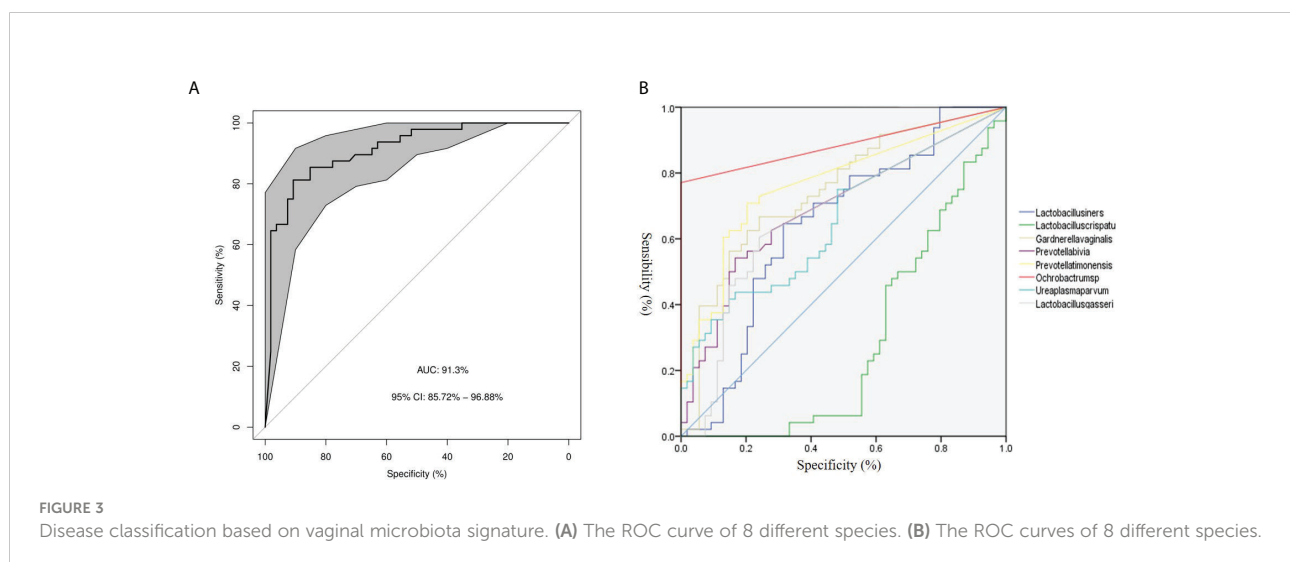 A
100
80
60
40
20
0
Sensitivity (%)
AUC: 91.3%
95% CI: 85.72% – 96.88%
100 80 60 40 20 0
Specificity (%)
B
1.0
0.8
0.6
0.4
0.2
0.0
Sensibility (%)
0.0 0.2 0.4 0.6 0.8 1.0
Specificity (%)
Lactobacillusiners
Lactobacilluscrispatu
Gardnerellavaginalis
Prevotellabivia
Prevotellatimonensis
Ochrobactrumsp
Ureaplasmaparvum
Lactobacillusgasseri
FIGURE 3
Disease classification based on vaginal microbiota signature. (A) The ROC curve of 8 different species. (B) The ROC curves of 8 different species.